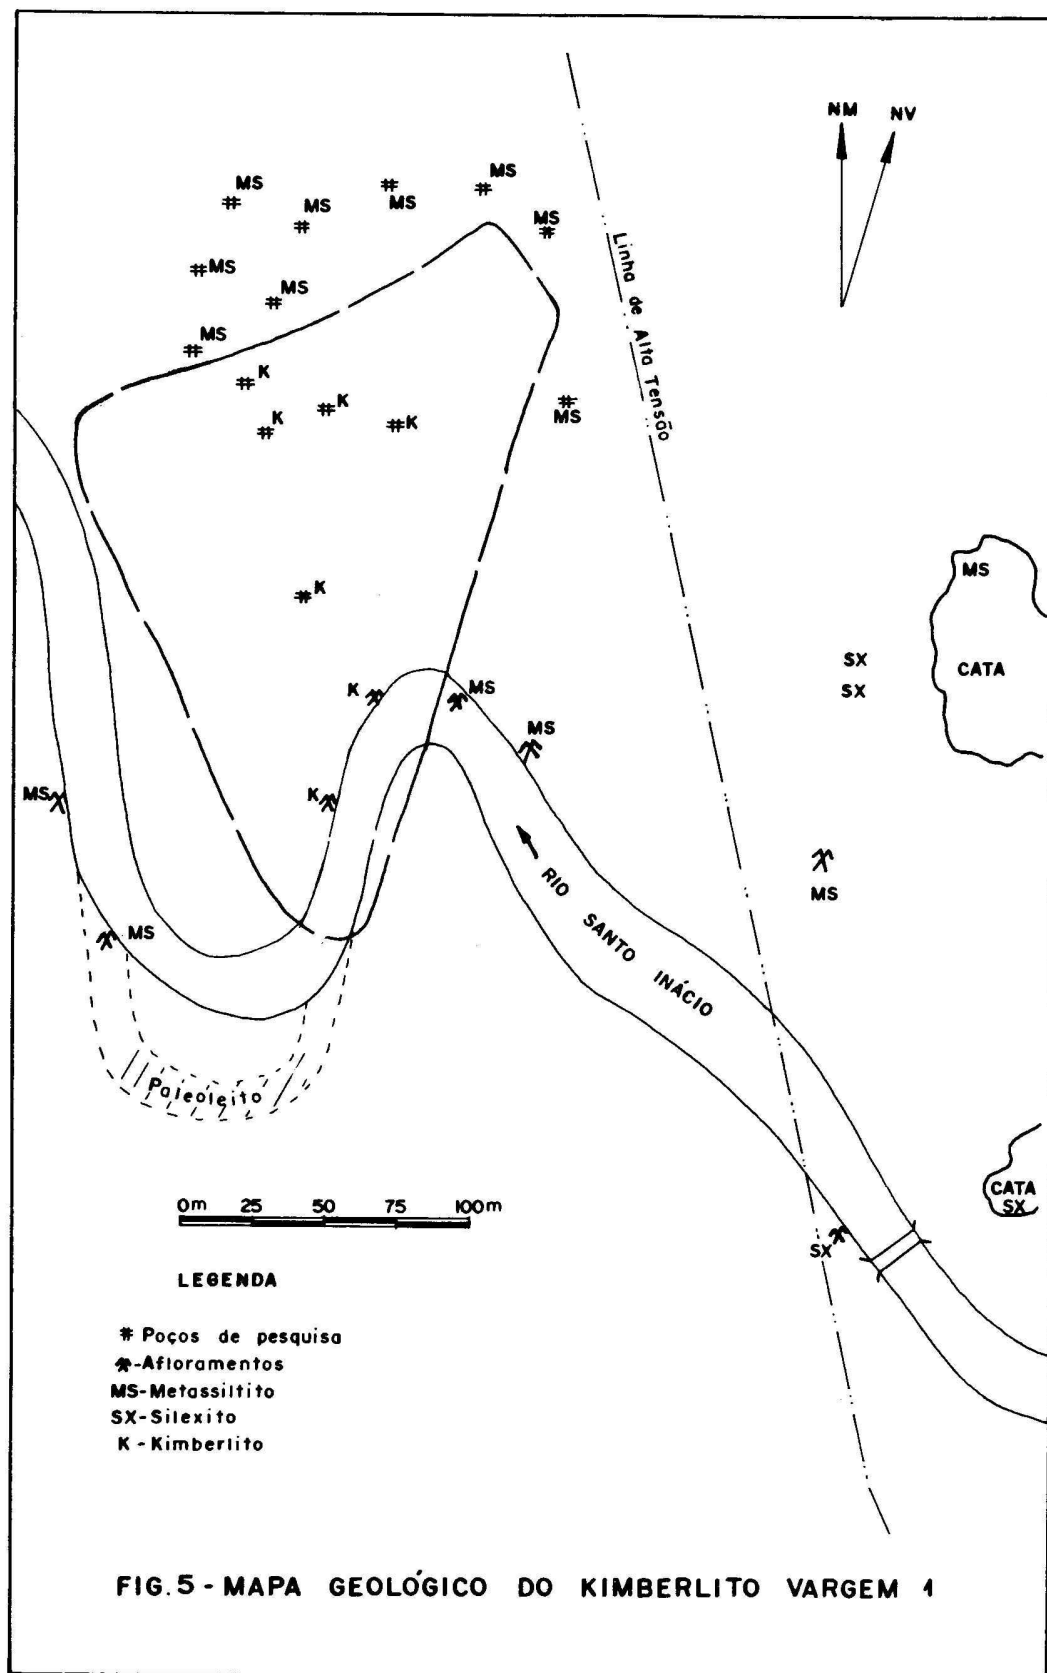 NM NV
MS
MS
MS
MS
MS
MS
MS
MS
MS
K
K
K
K
MS
Linha de Alta Tensão
MS
CATA
SX
SX
K
K
MS
MS
K
MS
MS
MS
RIO SANTO INÁCIO
Paleoleito
CATA
SX
SX
0m 25 50 75 100m
LEGENDA
# Poços de pesquisa
-Afloramentos
MS-Metassiltito
SX-Silexito
K - Kimberlito
FIG. 5 - MAPA GEOLÓGICO DO KIMBERLITO VARGEM 1